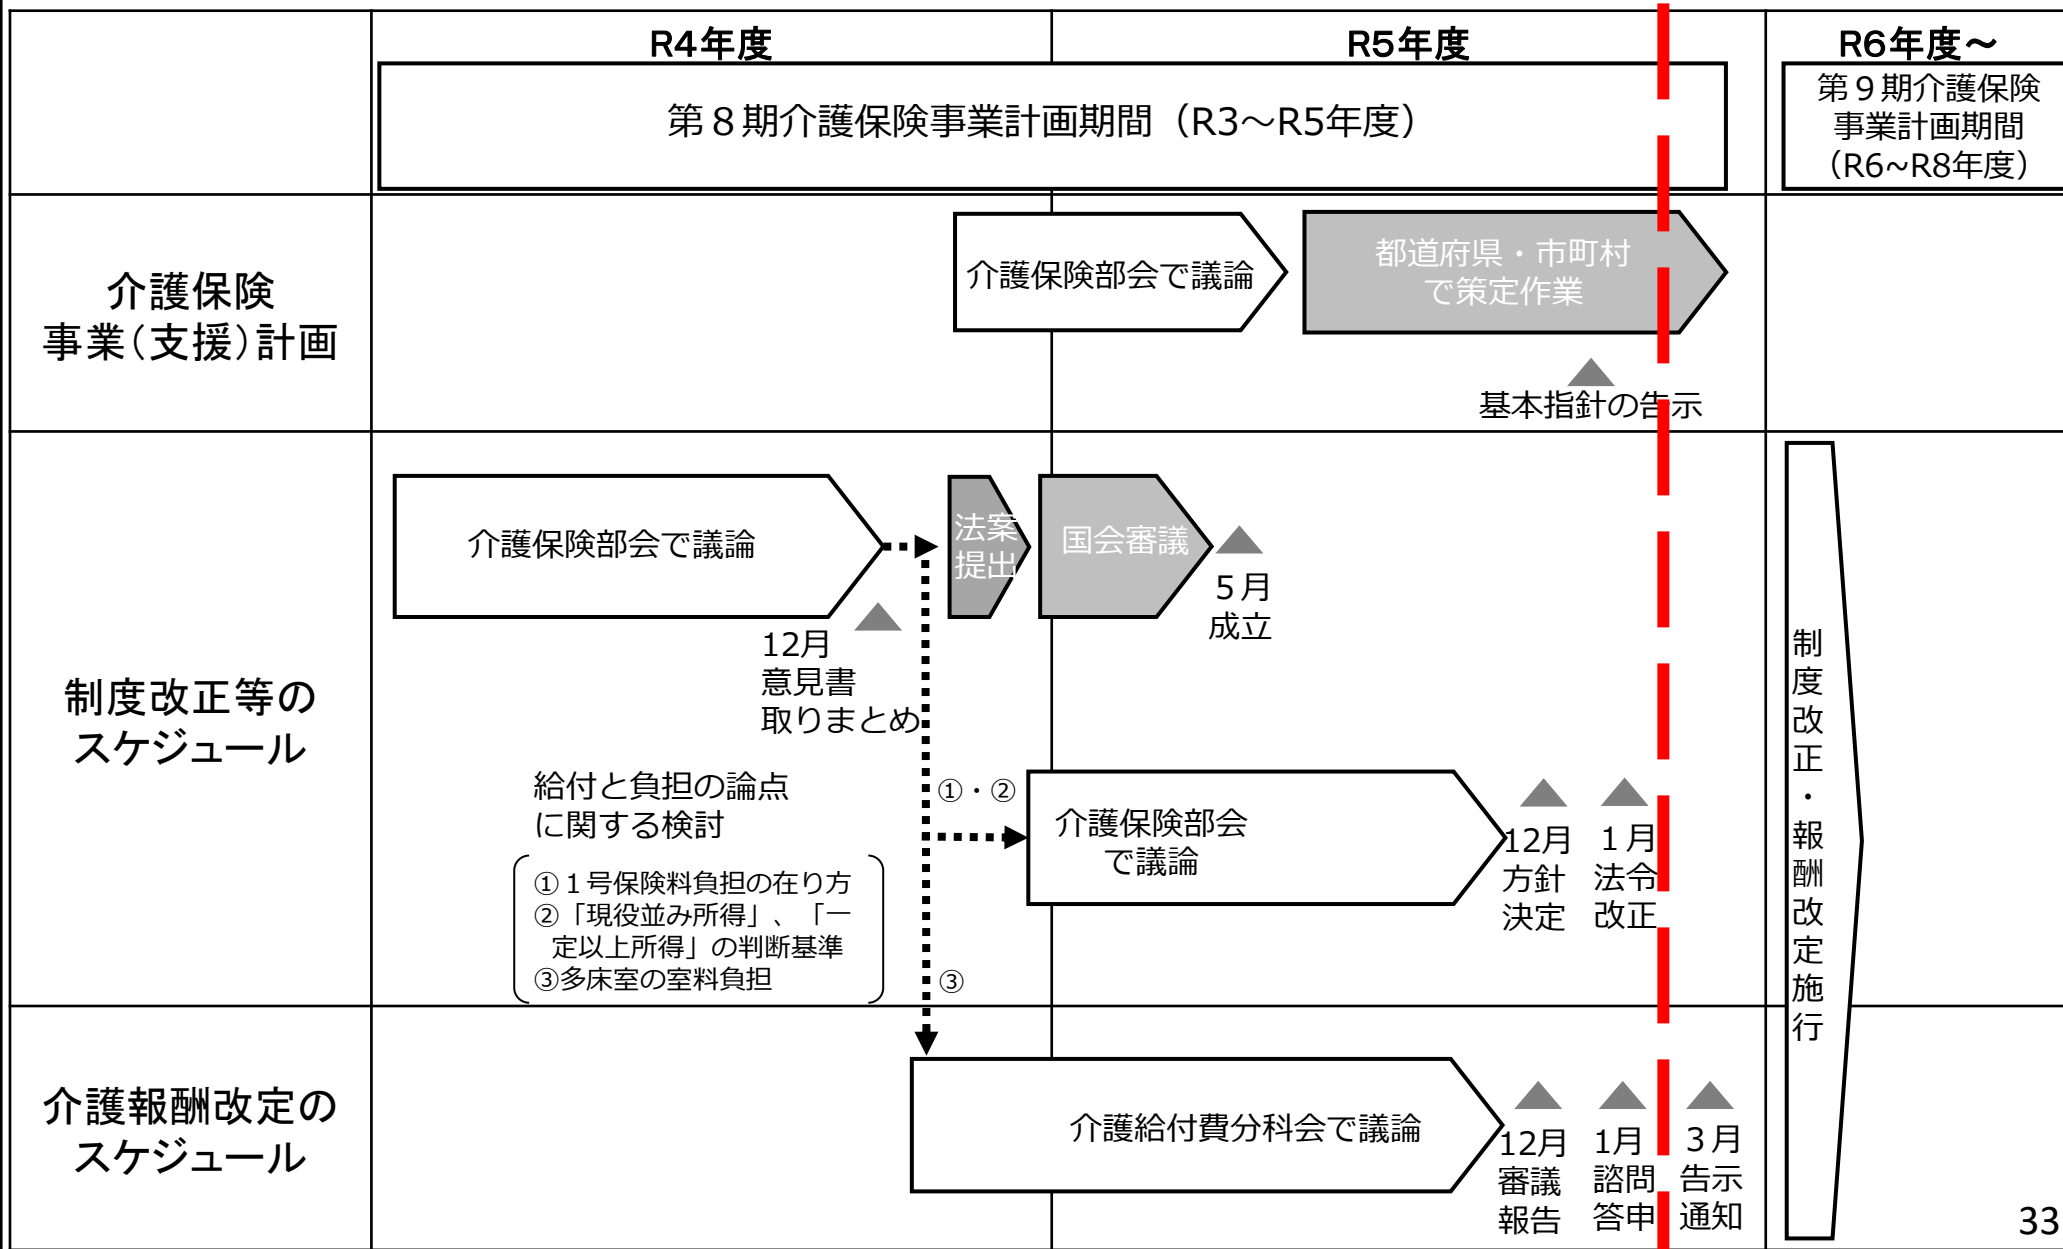 R4年度
R5年度
R6年度～
第８期介護保険事業計画期間（R3～R5年度）
第９期介護保険
事業計画期間
（R6~R8年度）
介護保険
事業（支援）計画
介護保険部会で議論
都道府県・市町村
で策定作業
基本指針の告示
制度改正等の
スケジュール
介護保険部会で議論
法案
提出
国会審議
５月
成立
12月
意見書
取りまとめ
給付と負担の論点
に関する検討
①１号保険料負担の在り方
②「現役並み所得」、「一
定以上所得」の判断基準
③多床室の室料負担
①・②
③
介護保険部会
で議論
12月
方針
決定
１月
法令
改正
制度改正・報酬改定施行
介護報酬改定の
スケジュール
介護給付費分科会で議論
12月
審議
報告
1月
諮問
答申
３月
告示
通知
33